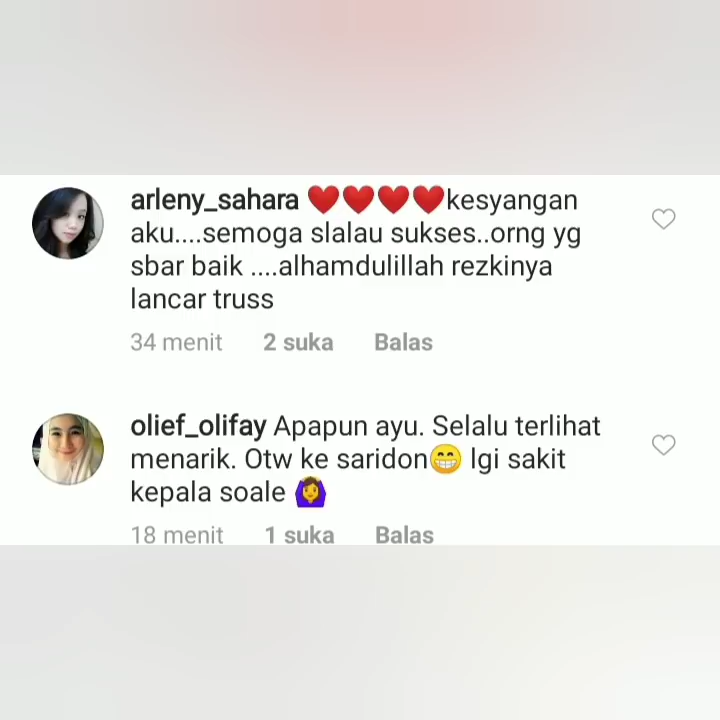 arleny_sahara ❤️❤️❤️❤️kesyangan
aku....semoga slalau sukses..orng yg
sbar baik ....alhamdulillah rezkinya
lancar truss
34 menit 2 suka Balas
olief_olifay Apapun ayu. Selalu terlihat
menarik. Otw ke saridon😁 lgi sakit
kepala soale 🙆‍♀️
18 menit 1 suka Balas